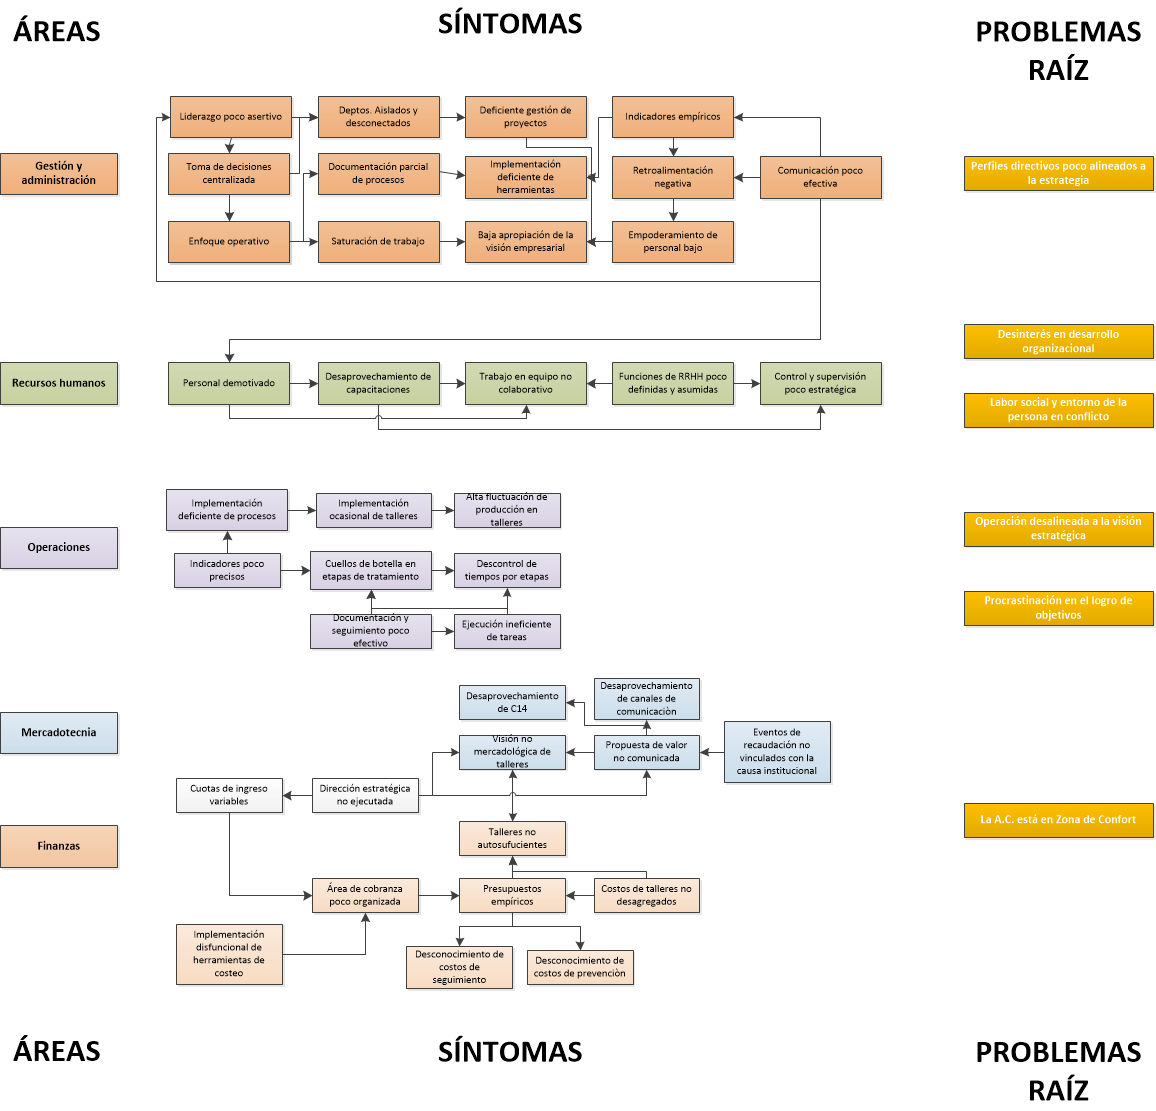 ÁREAS
SÍNTOMAS
PROBLEMAS
RAÍZ
Gestión y
administración
Liderazgo poco asertivo
Deptos. Aislados y
desconectados
Deficiente gestión de
proyectos
Indicadores empíricos
Toma de decisiones
centralizada
Documentación parcial
de procesos
Implementación
deficiente de
herramientas
Retroalimentación
negativa
Comunicación poco
efectiva
Enfoque operativo
Saturación de trabajo
Baja apropiación de la
visión empresarial
Empoderamiento de
personal bajo
Perfiles directivos poco alineados a
la estrategia
Recursos humanos
Personal demotivado
Desaprovechamiento de
capacitaciones
Trabajo en equipo no
colaborativo
Funciones de RRHH poco
definidas y asumidas
Control y supervisión
poco estratégica
Desinterés en desarrollo
organizacional
Labor social y entorno de la
persona en conflicto
Operaciones
Implementación
deficiente de procesos
Implementación
ocasional de talleres
Alta fluctuación de
producción en
talleres
Indicadores poco
precisos
Cuellos de botella en
etapas de tratamiento
Descontrol de
tiempos por etapas
Documentación y
seguimiento poco
efectivo
Ejecución ineficiente
de tareas
Operación desalineada a la visión
estratégica
Procrastinación en el logro de
objetivos
Mercadotecnia
Desaprovechamiento
de C14
Desaprovechamiento
de canales de
comunicaciòn
Visión no
mercadológica de
talleres
Propuesta de valor
no comunicada
Eventos de
recaudación no
vinculados con la
causa institucional
Cuotas de ingreso
variables
Dirección estratégica
no ejecutada
Finanzas
Talleres no
autosufucientes
Área de cobranza
poco organizada
Presupuestos
empíricos
Costos de talleres no
desagregados
Implementación
disfuncional de
herramientas de
costeo
Desconocimiento de
costos de
seguimiento
Desconocimiento de
costos de prevenciòn
La A.C. está en Zona de Confort
ÁREAS
SÍNTOMAS
PROBLEMAS
RAÍZ